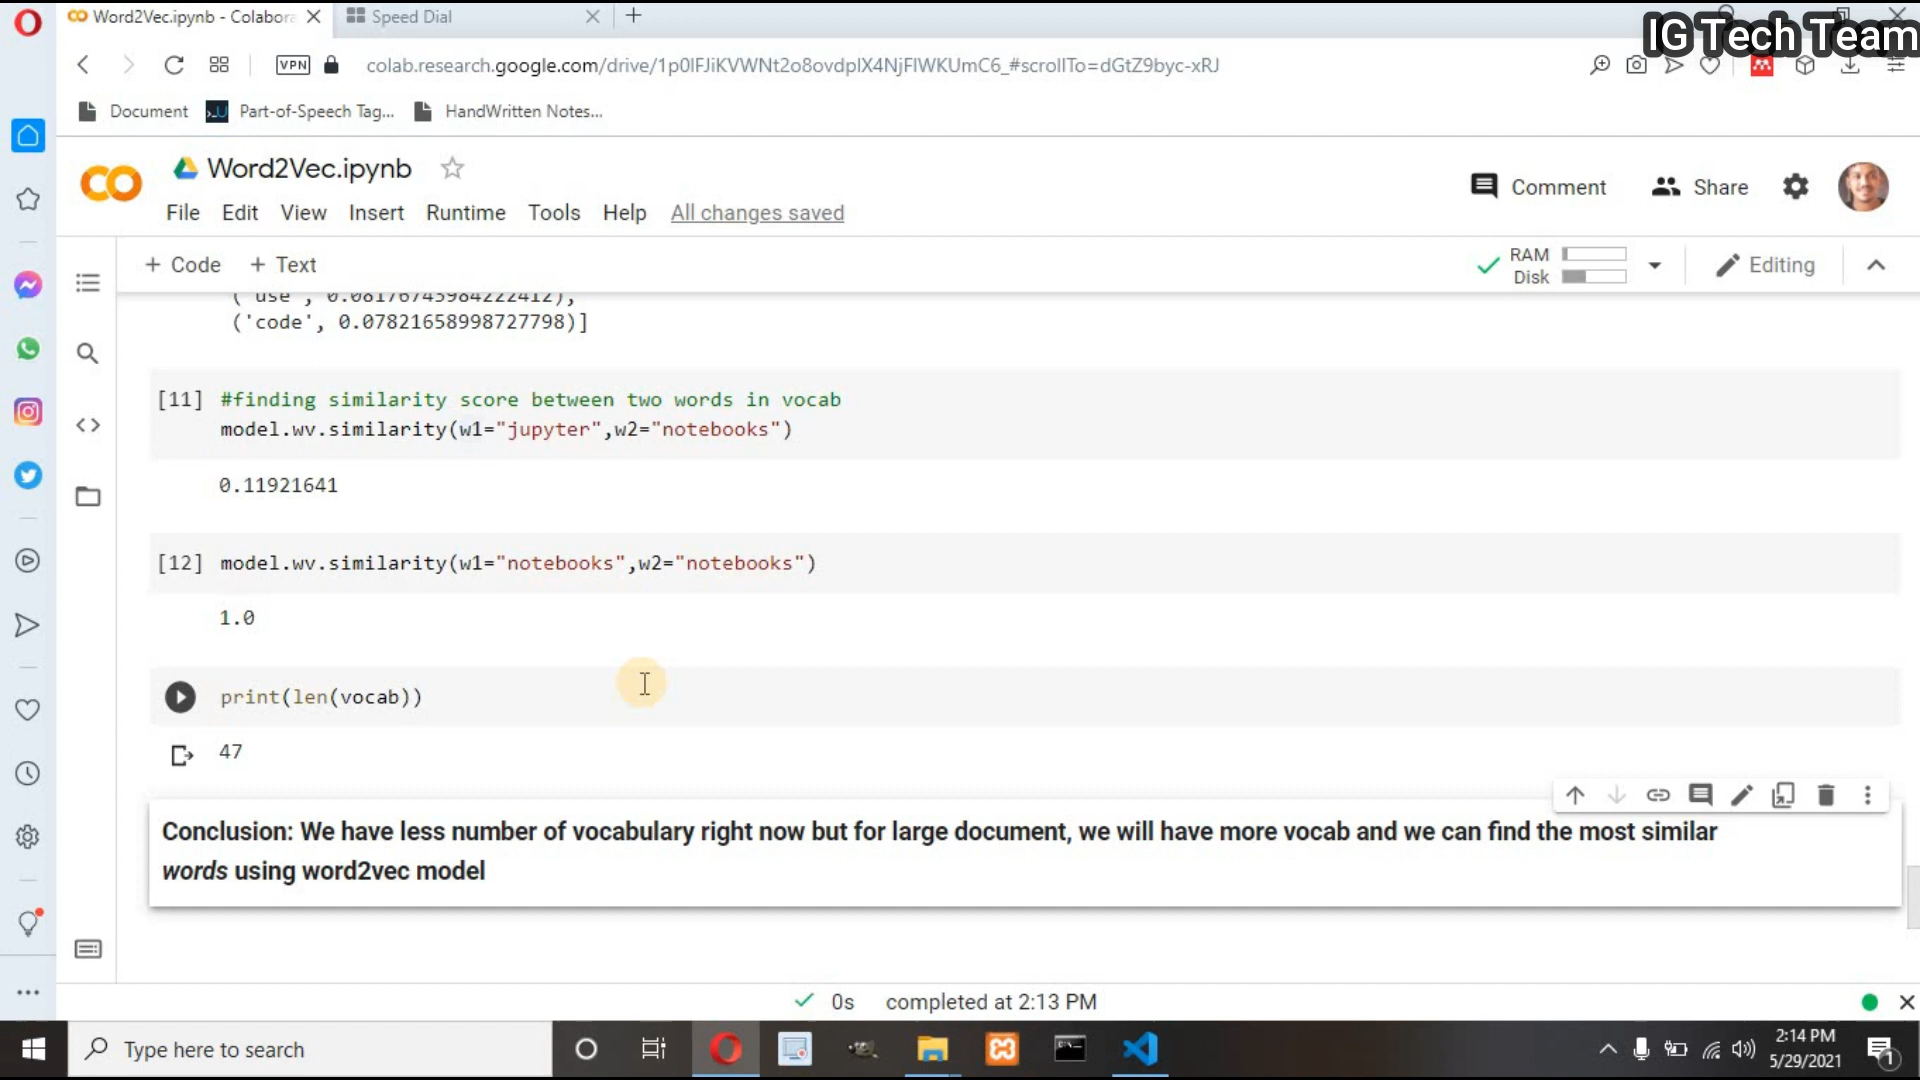 Word2Vec.ipynb - Colabora
Speed Dial
IG Tech Team
VPN
colab.research.google.com/drive/1p0lFJiKVWNt2o8ovdplX4NjFlWKUmC6_#scrollTo=dGtZ9byc-xRJ
Document
Part-of-Speech Tag...
HandWritten Notes...
Word2Vec.ipynb
Comment
Share
File Edit View Insert Runtime Tools Help All changes saved
+ Code + Text
RAM
Disk
Editing
('use', 0.08176745984222412),
('code', 0.07821658998727798)]
[11] #finding similarity score between two words in vocab
model.wv.similarity(w1="jupyter",w2="notebooks")
0.11921641
[12] model.wv.similarity(w1="notebooks",w2="notebooks")
1.0
print(len(vocab))
47
Conclusion: We have less number of vocabulary right now but for large document, we will have more vocab and we can find the most similar
words using word2vec model
0s completed at 2:13 PM
Type here to search
2:14 PM
5/29/2021
1